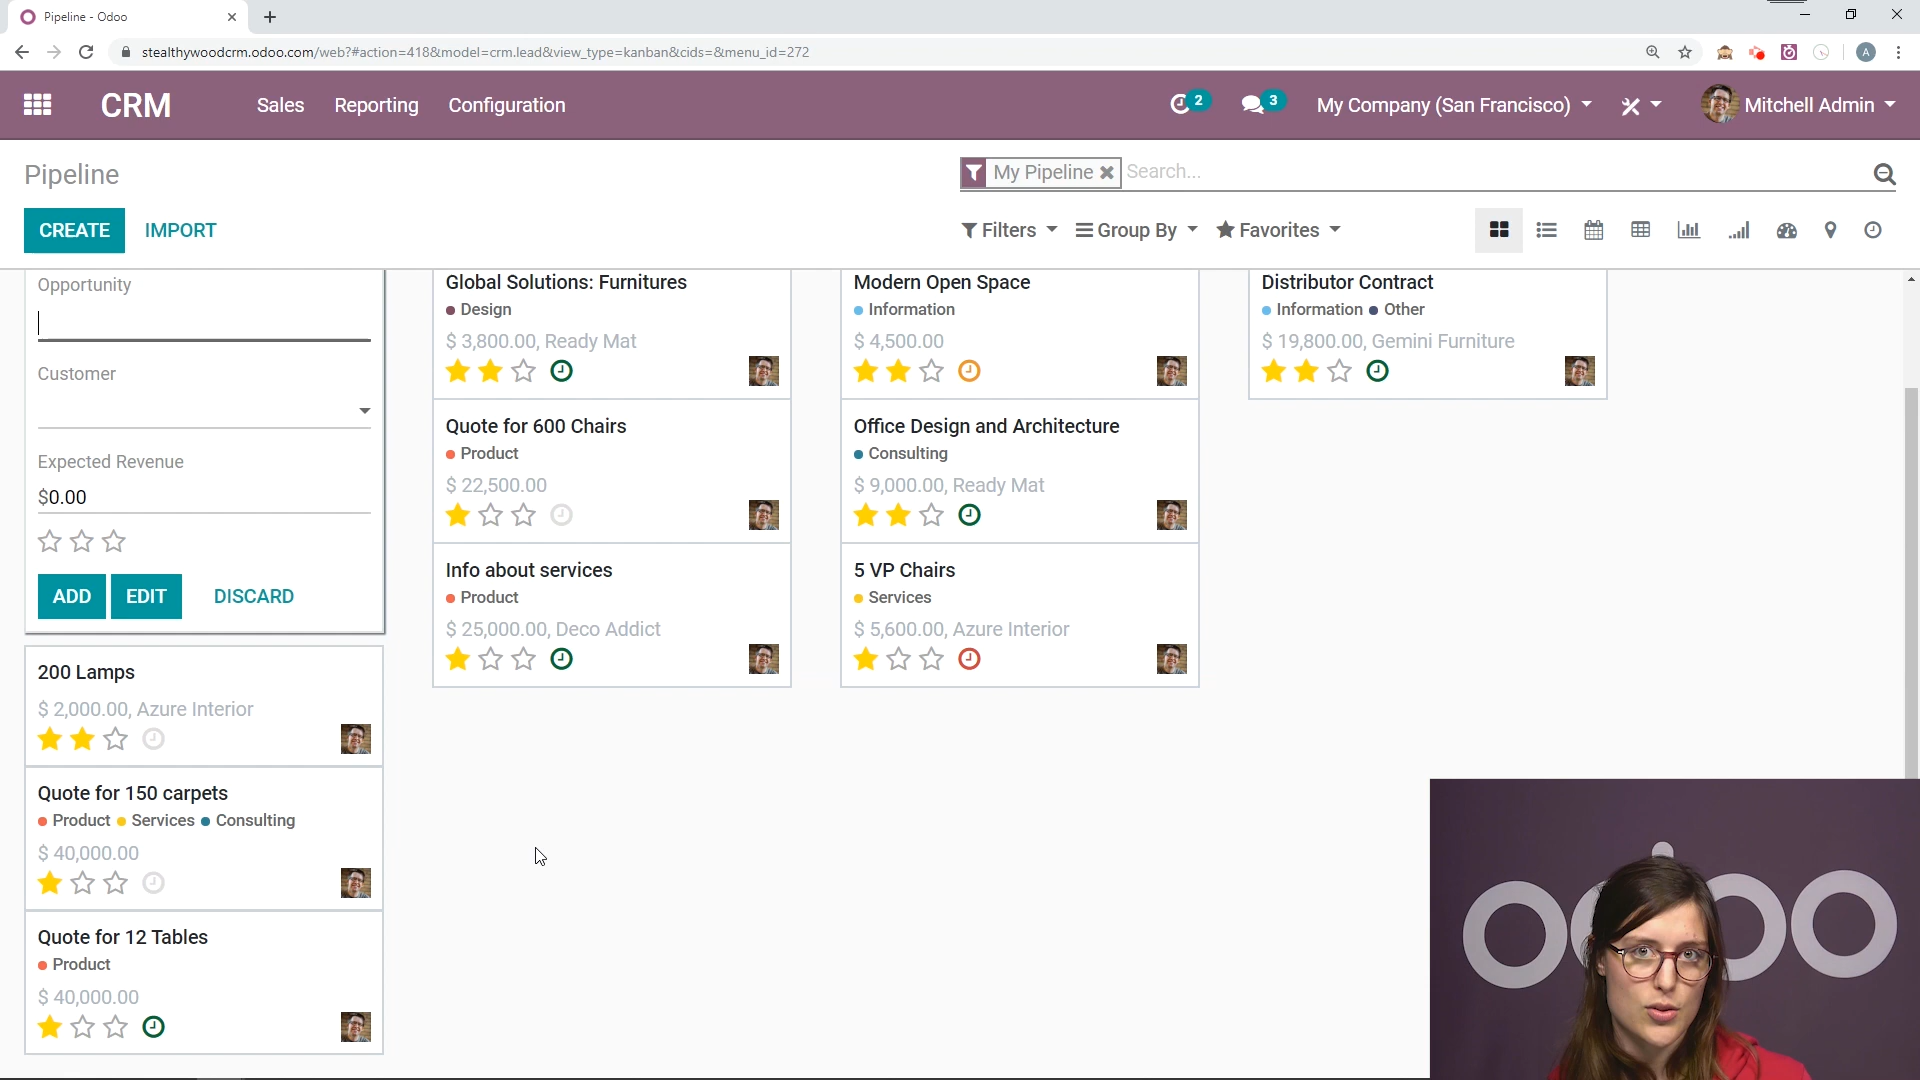 Pipeline - Odoo
stealthywoodcrm.odoo.com/web?#action=418&model=crm.lead&view_type=kanban&cids=&menu_id=272
A
CRM
Sales
Reporting
Configuration
2
3
My Company (San Francisco)
Mitchell Admin
Pipeline
My Pipeline
Search...
CREATE
IMPORT
Filters
Group By
Favorites
Opportunity
Customer
Expected Revenue
$0.00
ADD
EDIT
DISCARD
200 Lamps
$ 2,000.00, Azure Interior
Quote for 150 carpets
Product Services Consulting
$ 40,000.00
Quote for 12 Tables
Product
$ 40,000.00
Global Solutions: Furnitures
Design
$ 3,800.00, Ready Mat
Quote for 600 Chairs
Product
$ 22,500.00
Info about services
Product
$ 25,000.00, Deco Addict
Modern Open Space
Information
$ 4,500.00
Office Design and Architecture
Consulting
$ 9,000.00, Ready Mat
5 VP Chairs
Services
$ 5,600.00, Azure Interior
Distributor Contract
Information Other
$ 19,800.00, Gemini Furniture
odoo